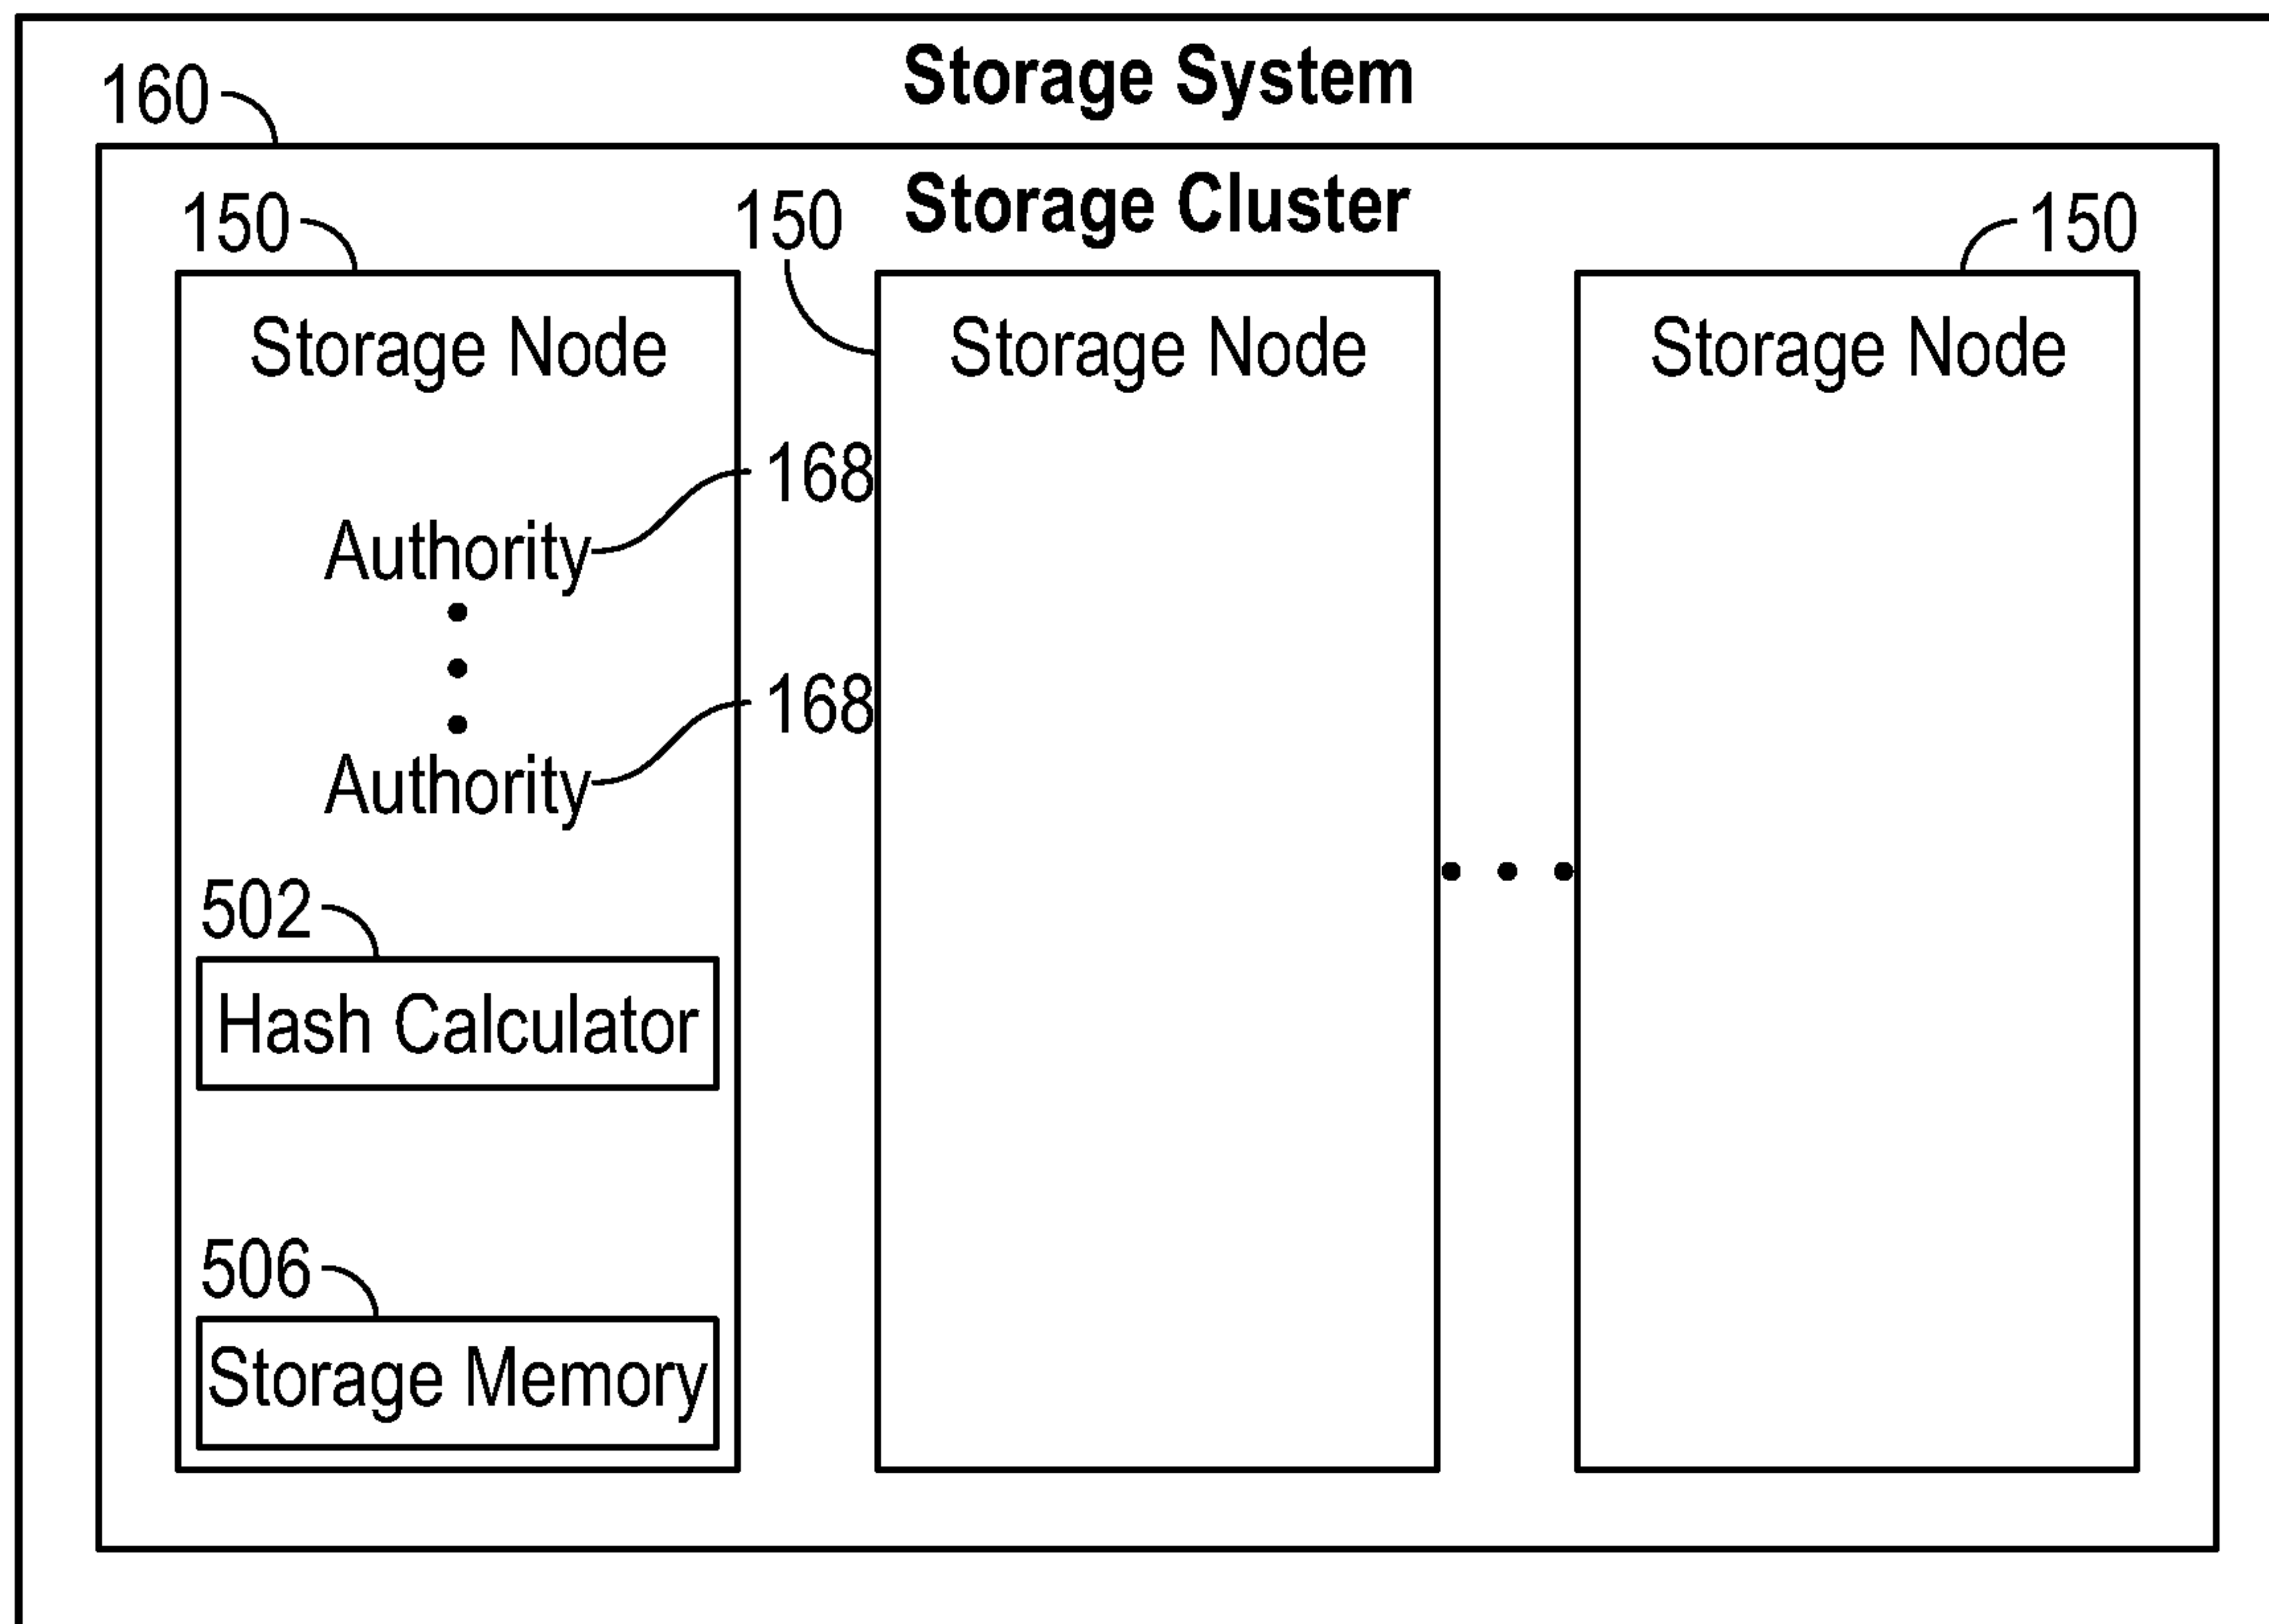 Storage System
160
Storage Cluster
150
150
150
Storage Node
Storage Node
Storage Node
168
Authority
168
Authority
502
Hash Calculator
506
Storage Memory